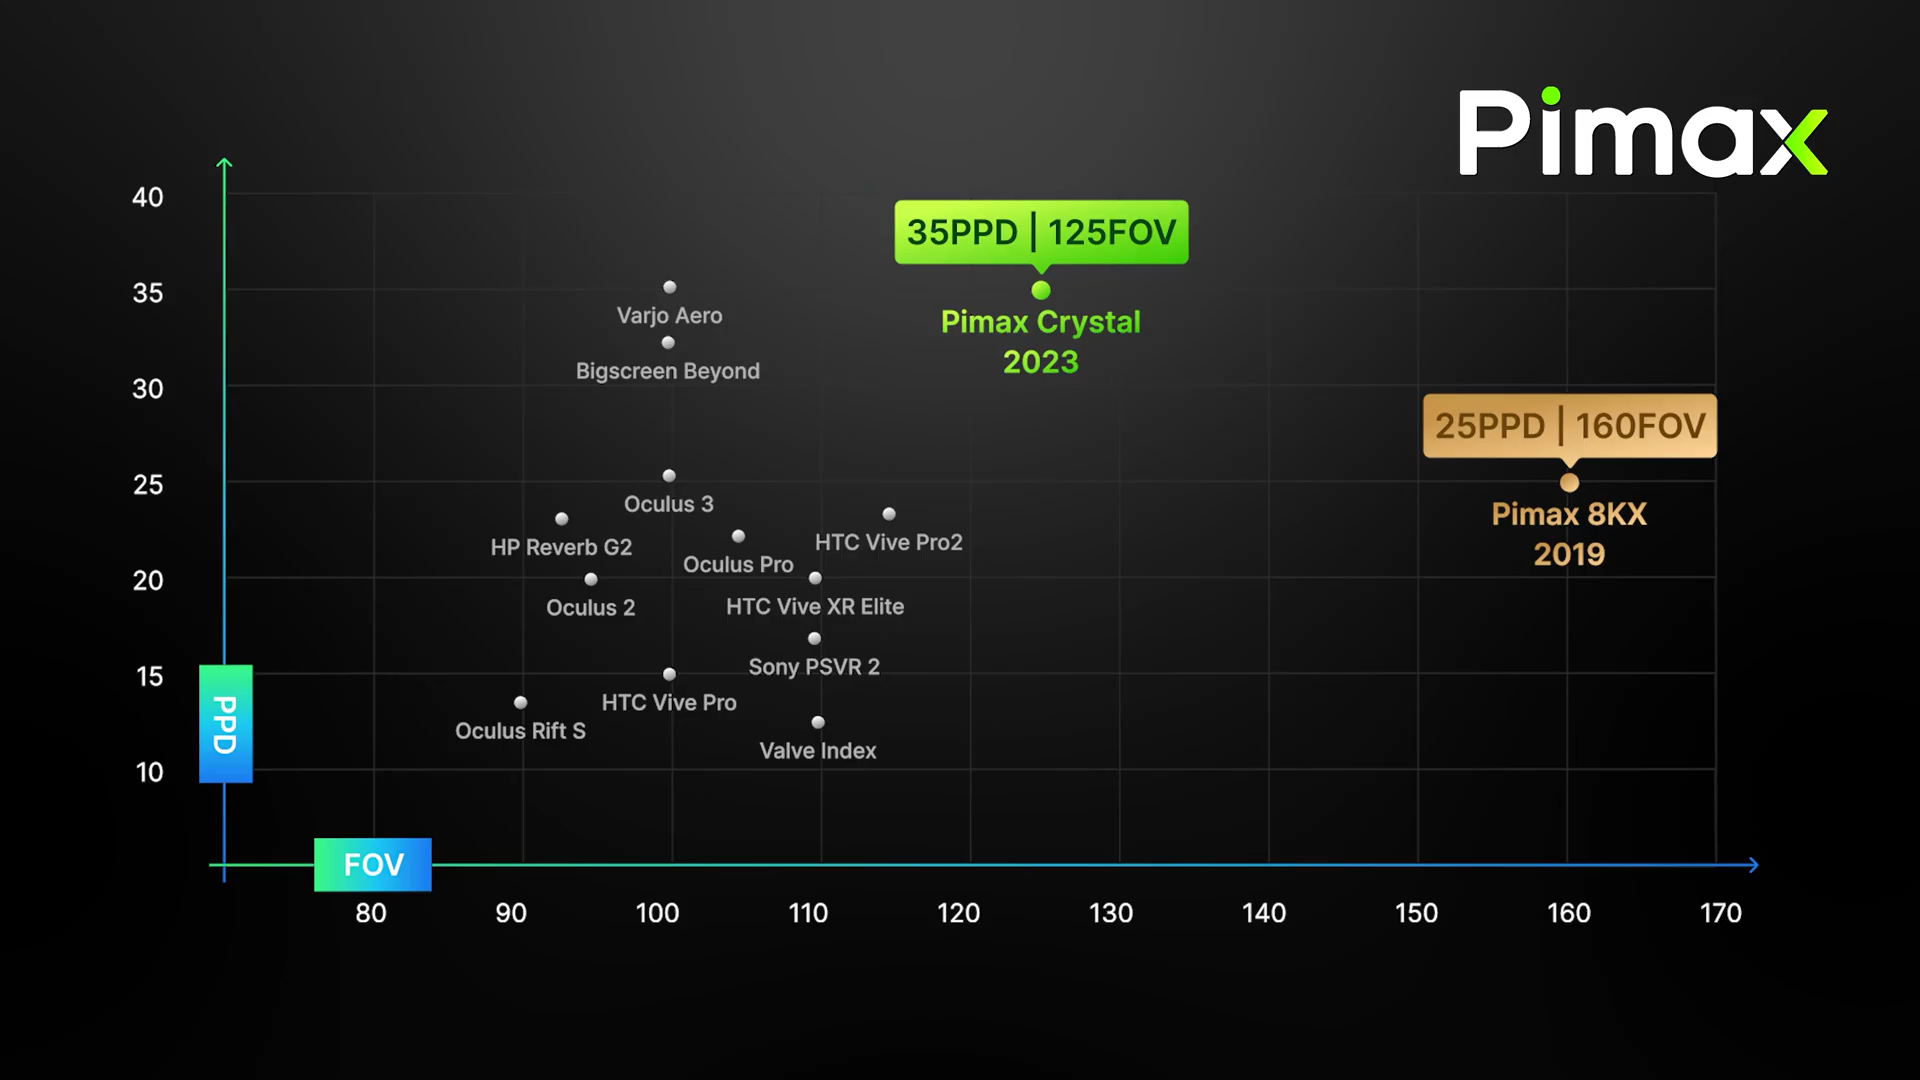 Pimax
40
35
30
25
20
15
10
PPD
35PPD | 125FOV
Pimax Crystal
2023
Varjo Aero
Bigscreen Beyond
25PPD | 160FOV
Pimax 8KX
2019
Oculus 3
HP Reverb G2
HTC Vive Pro2
Oculus Pro
Oculus 2
HTC Vive XR Elite
Sony PSVR 2
HTC Vive Pro
Oculus Rift S
Valve Index
FOV
80 90 100 110 120 130 140 150 160 170